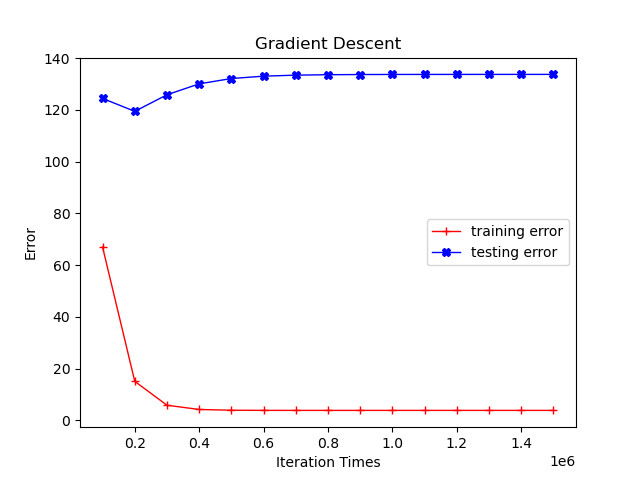 Gradient Descent
140
120
100
80
60
40
20
0
Error
training error
testing error
0.2 0.4 0.6 0.8 1.0 1.2 1.4
1e6
Iteration Times